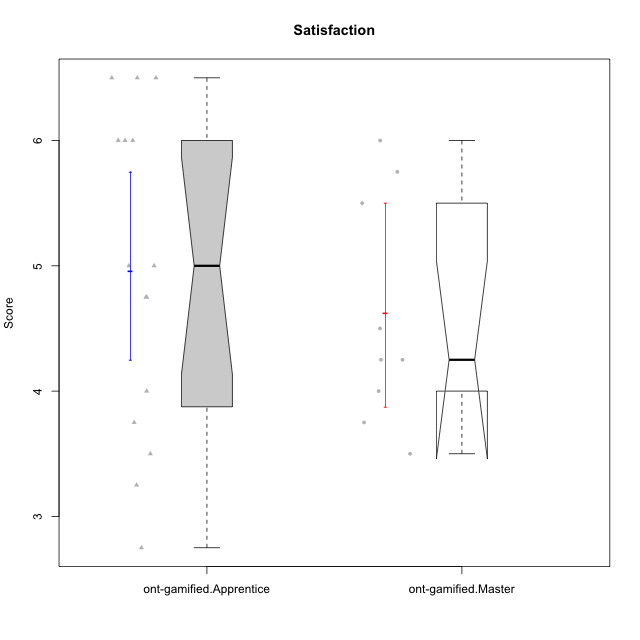 Satisfaction
Score
6
5
4
3
ont-gamified.Apprentice
ont-gamified.Master